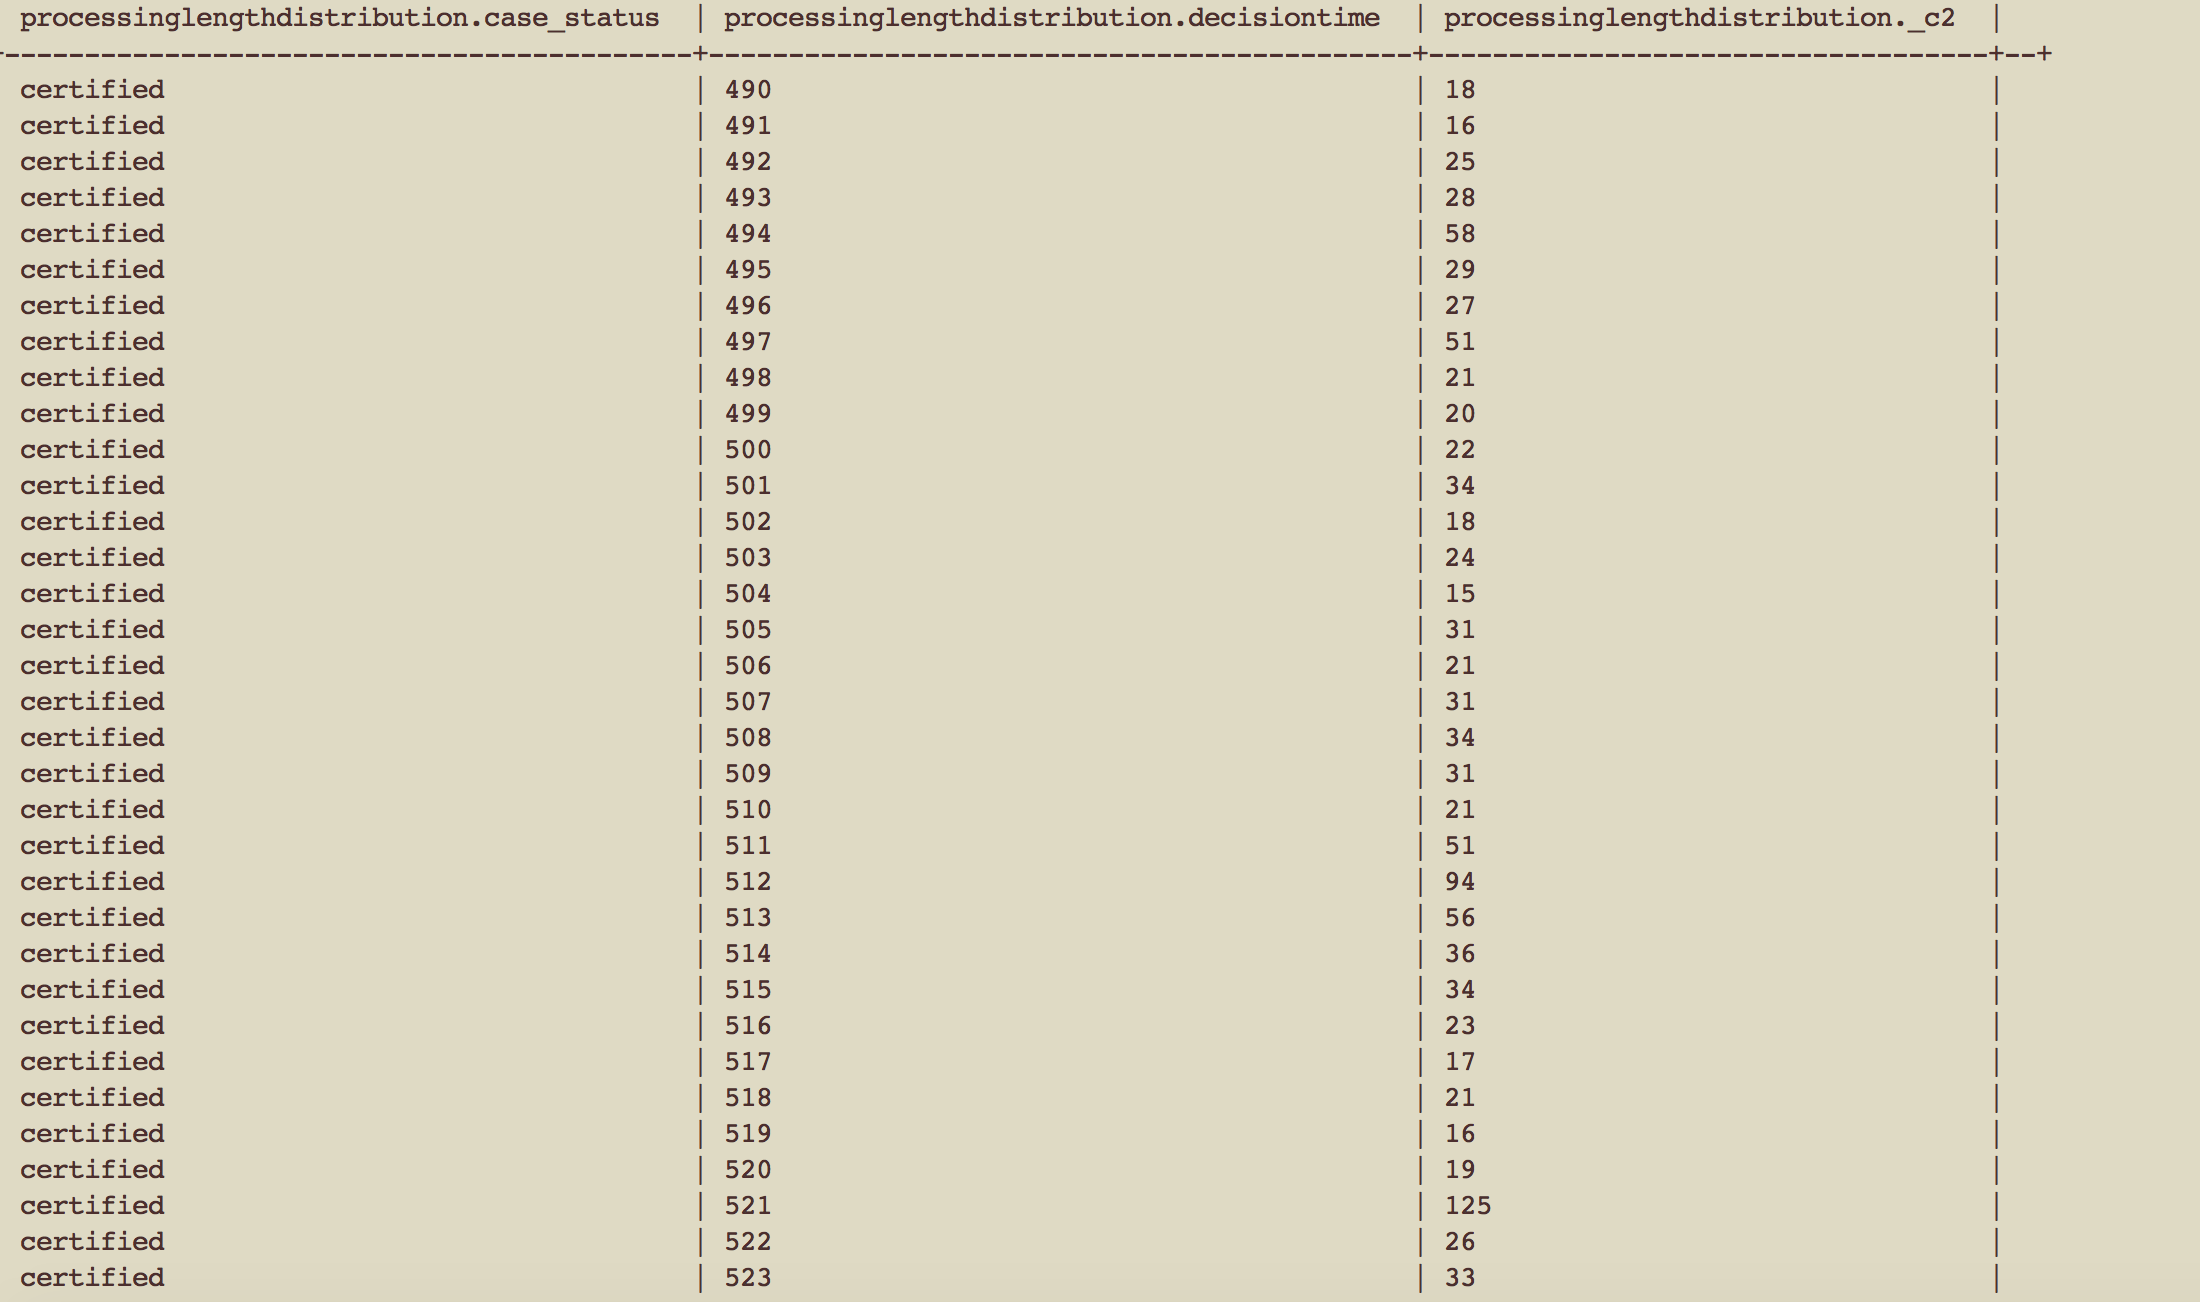 processinglengthdistribution.case_status | processinglengthdistribution.decisiontime | processinglengthdistribution._c2 |
+--------------------------------------------+---------------------------------------------+------------------------------------+--+
certified | 490 | 18 |
certified | 491 | 16 |
certified | 492 | 25 |
certified | 493 | 28 |
certified | 494 | 58 |
certified | 495 | 29 |
certified | 496 | 27 |
certified | 497 | 51 |
certified | 498 | 21 |
certified | 499 | 20 |
certified | 500 | 22 |
certified | 501 | 34 |
certified | 502 | 18 |
certified | 503 | 24 |
certified | 504 | 15 |
certified | 505 | 31 |
certified | 506 | 21 |
certified | 507 | 31 |
certified | 508 | 34 |
certified | 509 | 31 |
certified | 510 | 21 |
certified | 511 | 51 |
certified | 512 | 94 |
certified | 513 | 56 |
certified | 514 | 36 |
certified | 515 | 34 |
certified | 516 | 23 |
certified | 517 | 17 |
certified | 518 | 21 |
certified | 519 | 16 |
certified | 520 | 19 |
certified | 521 | 125 |
certified | 522 | 26 |
certified | 523 | 33 |